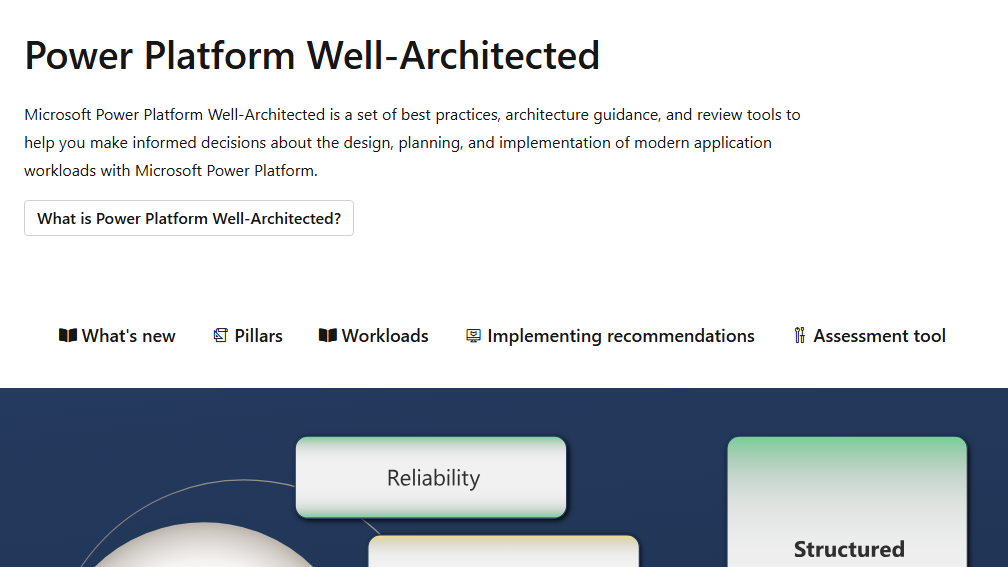 Power Platform Well-Architected
Microsoft Power Platform Well-Architected is a set of best practices, architecture guidance, and review tools to
help you make informed decisions about the design, planning, and implementation of modern application
workloads with Microsoft Power Platform.
What is Power Platform Well-Architected?
What's new Pillars Workloads Implementing recommendations Assessment tool
Reliability
Structured